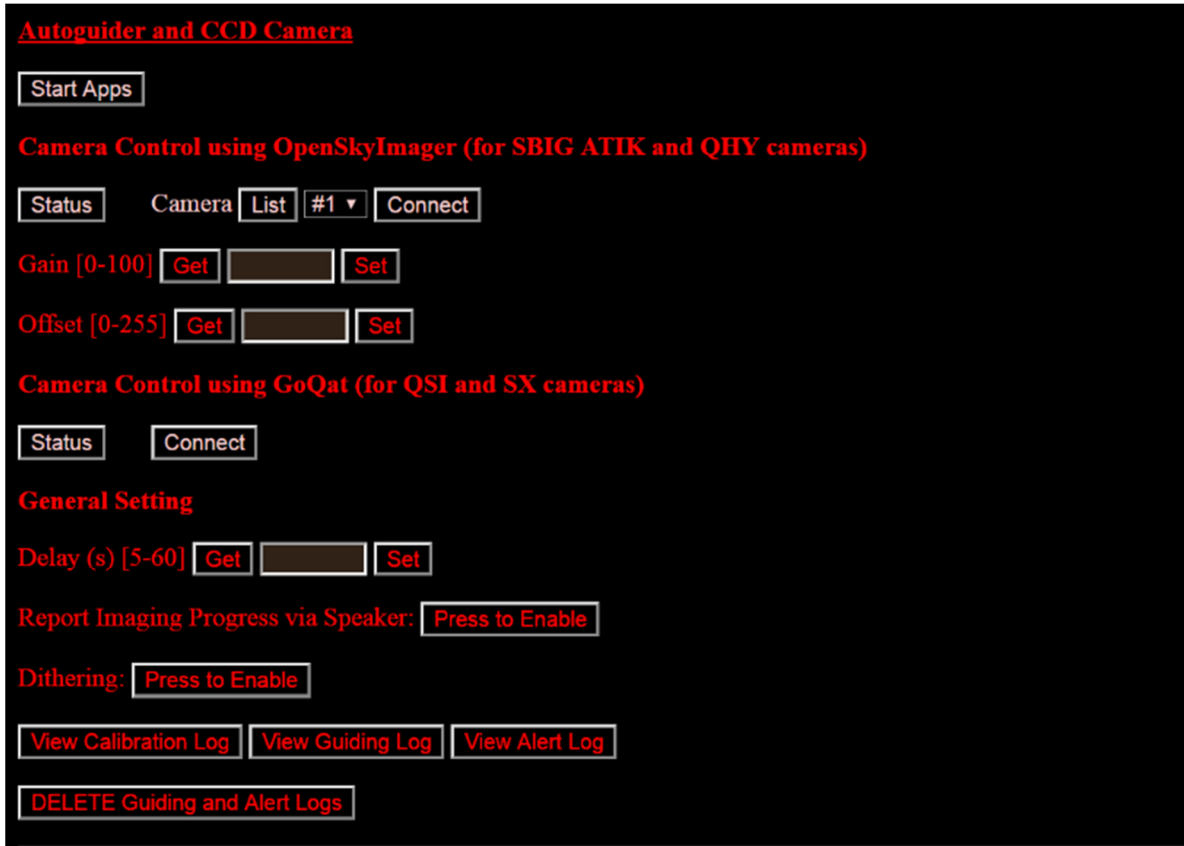 Autoguider and CCD Camera
Start Apps
Camera Control using OpenSkyImager (for SBIG ATIK and QHY cameras)
Status Camera List #1 Connect
Gain [0-100] Get Set
Offset [0-255] Get Set
Camera Control using GoQat (for QSI and SX cameras)
Status Connect
General Setting
Delay (s) [5-60] Get Set
Report Imaging Progress via Speaker: Press to Enable
Dithering: Press to Enable
View Calibration Log View Guiding Log View Alert Log
DELETE Guiding and Alert Logs